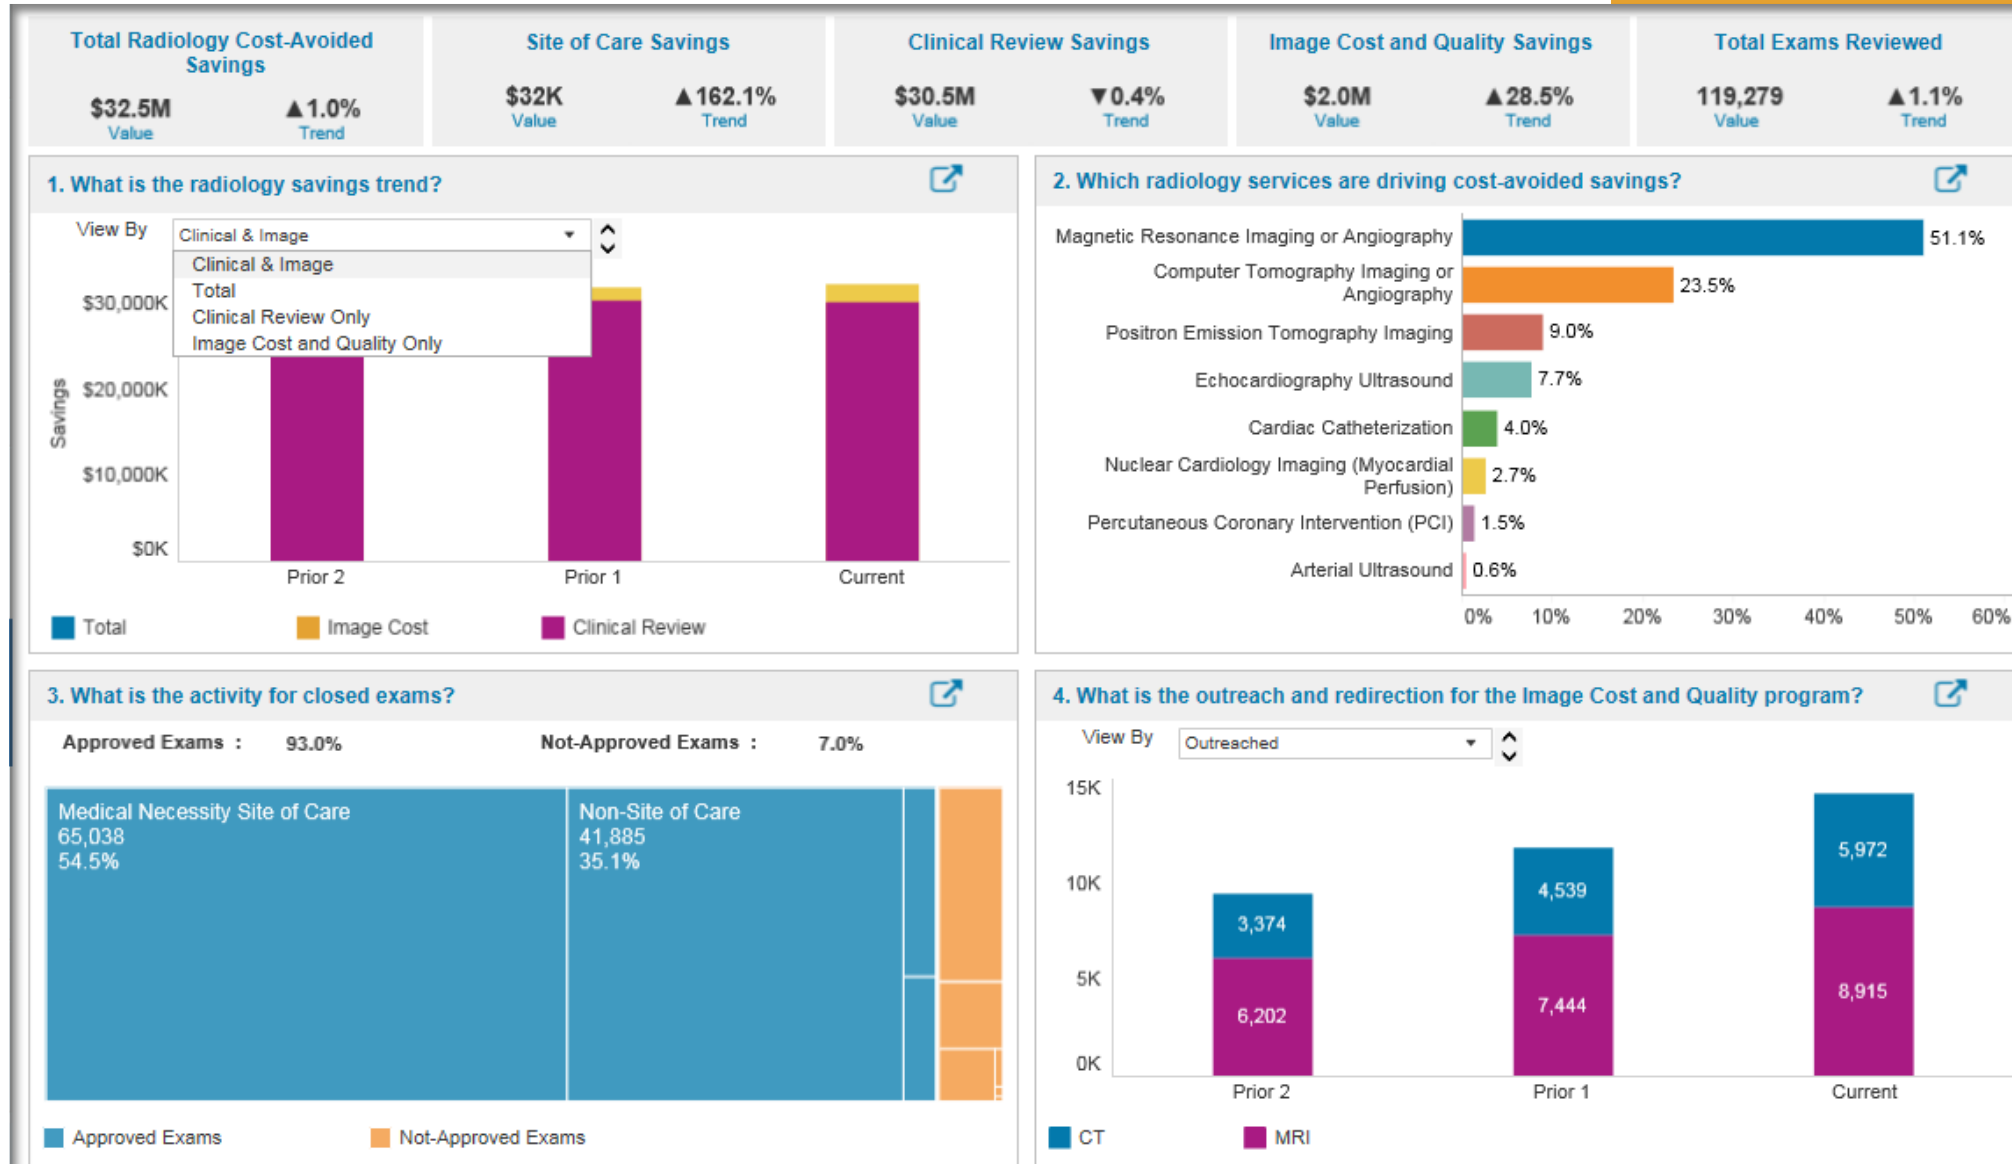 Total Radiology Cost-Avoided
Savings
$32.5M
Value
▲1.0%
Trend
Site of Care Savings
$32K
Value
▲162.1%
Trend
Clinical Review Savings
$30.5M
Value
▼0.4%
Trend
Image Cost and Quality Savings
$2.0M
Value
▲28.5%
Trend
Total Exams Reviewed
119,279
Value
▲1.1%
Trend
1. What is the radiology savings trend?
View By
Clinical & Image
Clinical & Image
Total
Clinical Review Only
Image Cost and Quality Only
Savings
$30,000K
$20,000K
$10,000K
$0K
Prior 2
Prior 1
Current
Total
Image Cost
Clinical Review
2. Which radiology services are driving cost-avoided savings?
Magnetic Resonance Imaging or Angiography
51.1%
Computer Tomography Imaging or
Angiography
23.5%
Positron Emission Tomography Imaging
9.0%
Echocardiography Ultrasound
7.7%
Cardiac Catheterization
4.0%
Nuclear Cardiology Imaging (Myocardial
Perfusion)
2.7%
Percutaneous Coronary Intervention (PCI)
1.5%
Arterial Ultrasound
0.6%
0%
10%
20%
30%
40%
50%
60%
3. What is the activity for closed exams?
Approved Exams :
93.0%
Not-Approved Exams :
7.0%
Medical Necessity Site of Care
65,038
54.5%
Non-Site of Care
41,885
35.1%
Approved Exams
Not-Approved Exams
4. What is the outreach and redirection for the Image Cost and Quality program?
View By
Outreached
15K
10K
5K
0K
3,374
6,202
4,539
7,444
5,972
8,915
Prior 2
Prior 1
Current
CT
MRI